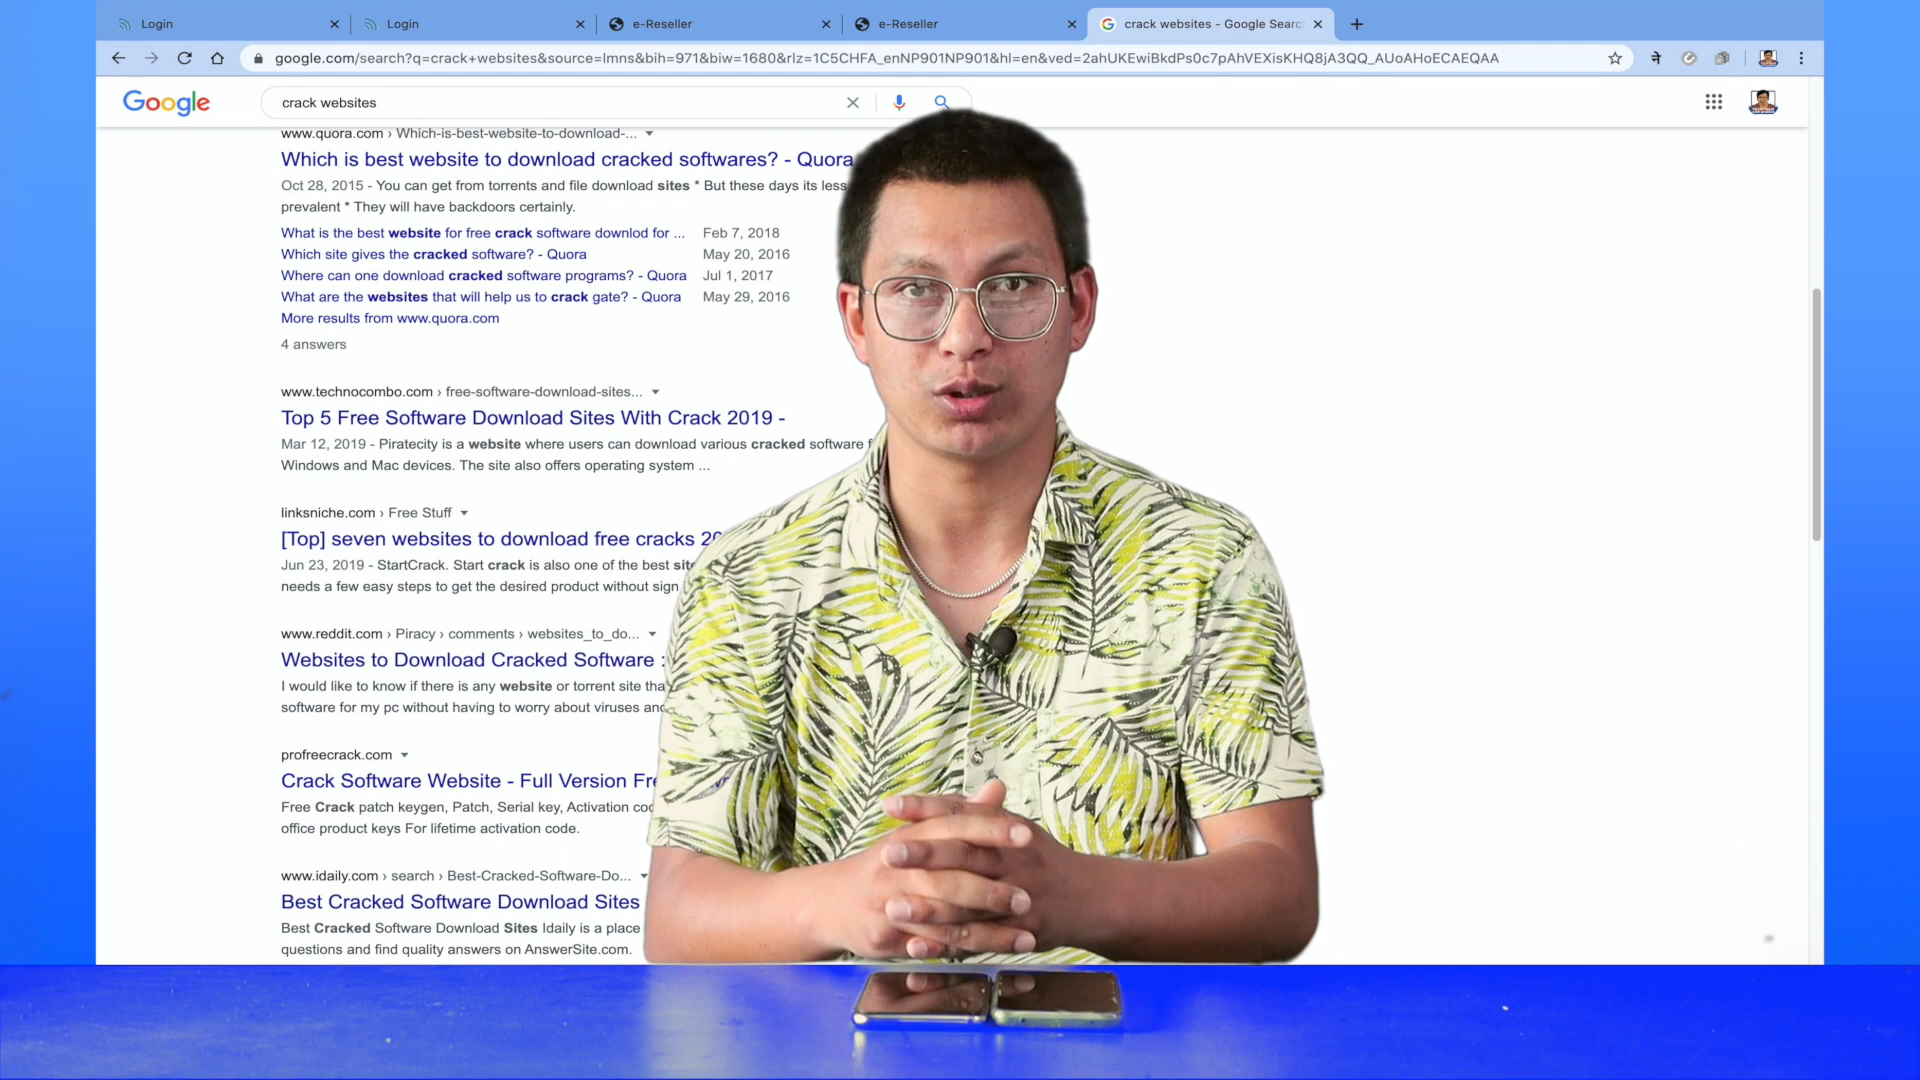 Login
Login
e-Reseller
e-Reseller
crack websites - Google Searc
google.com/search?q=crack+websites&source=lmns&bih=971&biw=1680&rlz=1C5CHFA_enNP901NP901&hl=en&ved=2ahUKEwiBkdPs0c7pAhVEXisKHQ8jA3QQ_AUoAHoECAEQAA
ने
Google
crack websites
www.quora.com › Which-is-best-website-to-download-...
Which is best website to download cracked softwares? - Quora
Oct 28, 2015 - You can get from torrents and file download sites * But these days its less
prevalent * They will have backdoors certainly.
What is the best website for free crack software downlod for ... Feb 7, 2018
Which site gives the cracked software? - Quora May 20, 2016
Where can one download cracked software programs? - Quora Jul 1, 2017
What are the websites that will help us to crack gate? - Quora May 29, 2016
More results from www.quora.com
4 answers
www.technocombo.com › free-software-download-sites...
Top 5 Free Software Download Sites With Crack 2019 -
Mar 12, 2019 - Piratecity is a website where users can download various cracked software f
Windows and Mac devices. The site also offers operating system ...
linksniche.com › Free Stuff
[Top] seven websites to download free cracks 20
Jun 23, 2019 - StartCrack. Start crack is also one of the best site
needs a few easy steps to get the desired product without sign
www.reddit.com › Piracy › comments › websites_to_do...
Websites to Download Cracked Software :
I would like to know if there is any website or torrent site tha
software for my pc without having to worry about viruses and
profreecrack.com
Crack Software Website - Full Version Fre
Free Crack patch keygen, Patch, Serial key, Activation cod
office product keys For lifetime activation code.
www.idaily.com › search › Best-Cracked-Software-Do...
Best Cracked Software Download Sites
Best Cracked Software Download Sites Idaily is a place
questions and find quality answers on AnswerSite.com.